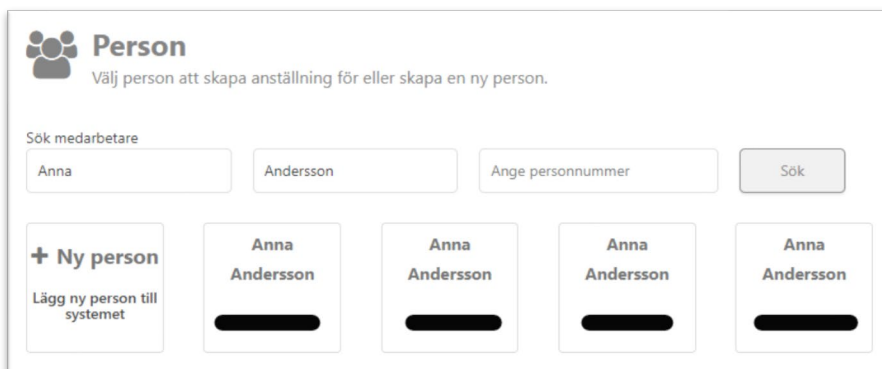 Person
Välj person att skapa anställning för eller skapa en ny person.
Sök medarbetare
Anna
Andersson
Ange personnummer
Sök
+ Ny person
Lägg ny person till
systemet
Anna
Andersson
Anna
Andersson
Anna
Andersson
Anna
Andersson